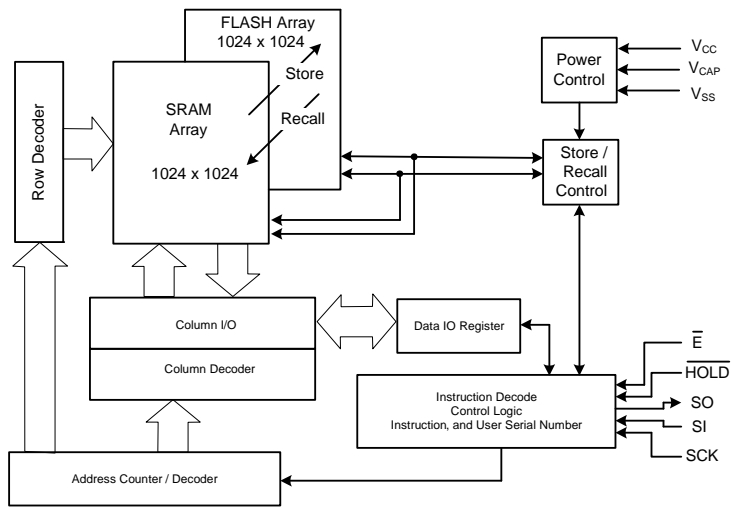 FLASH Array
1024 x 1024
Store
SRAM
Array
Recall
1024 x 1024
Row Decoder
Power
Control
VCC
VCAP
VSS
Store /
Recall
Control
Column I/O
Column Decoder
Data IO Register
Instruction Decode
Control Logic
Instruction, and User Serial Number
E
HOLD
SO
SI
SCK
Address Counter / Decoder